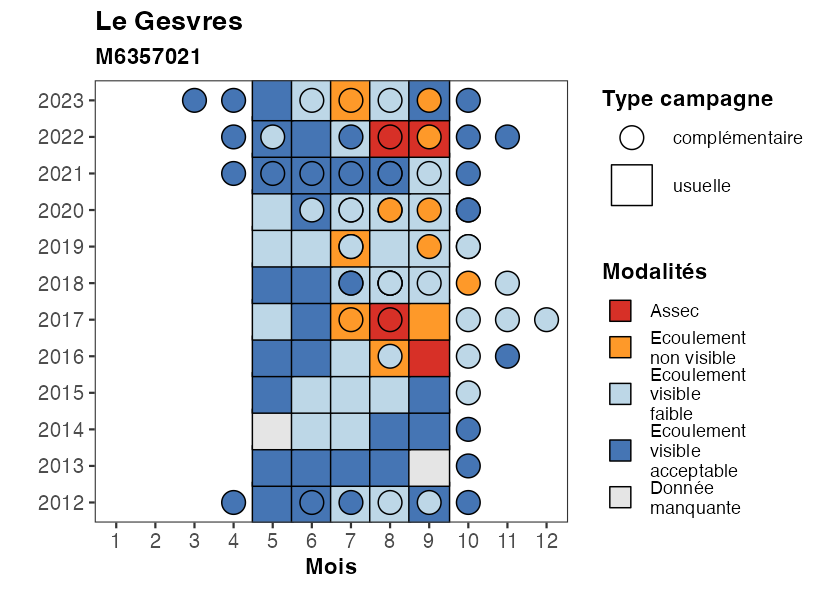 Le Gesvres
M6357021
2023
2022
2021
2020
2019
2018
2017
2016
2015
2014
2013
2012
1 2 3 4 5 6 7 8 9 10 11 12
Mois
Type campagne
complémentaire
usuelle
Modalités
Assec
Ecoulement
non visible
Ecoulement
visible
faible
Ecoulement
visible
acceptable
Donnée
manquante